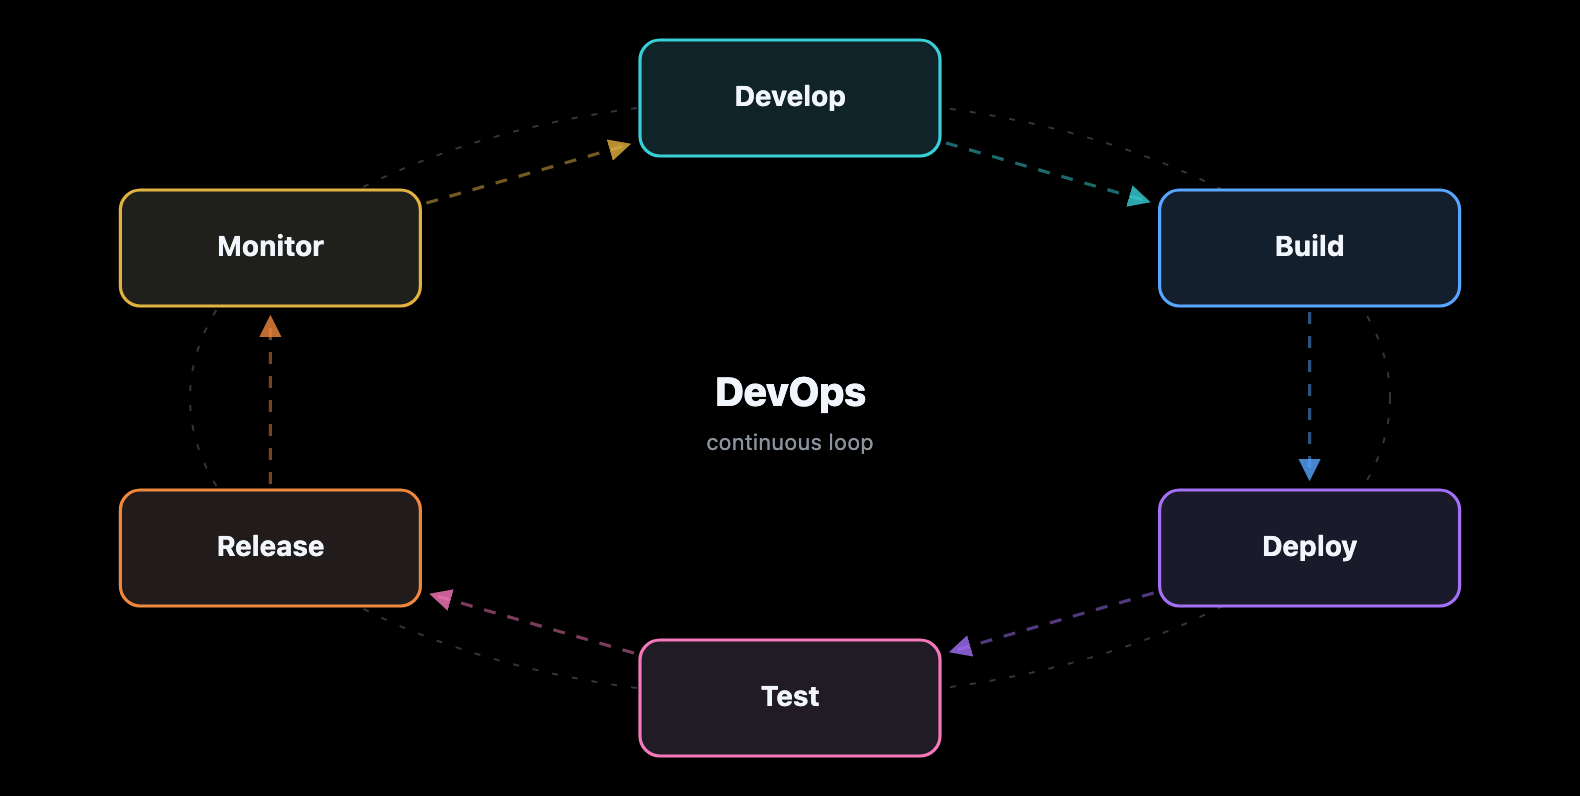 Develop
Monitor
Build
DevOps
continuous loop
Release
Deploy
Test